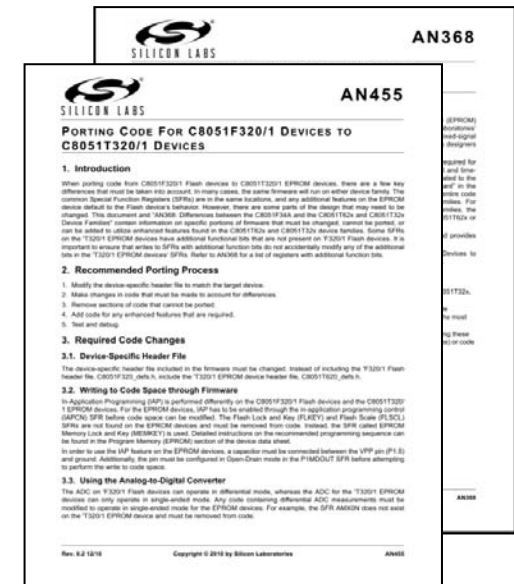 SILICON LABS
AN368
SILICON LABS
AN455
PORTING CODE FOR C8051F320/1 DEVICES TO
C8051T320/1 DEVICES
1. Introduction
When porting code from C8051F320/1 Flash devices to C8051T320/1 EPROM devices, there are a few key
differences that must be taken into account. In many cases, the same firmware will run on either device family. The
common Special Function Registers (SFRs) are in the same locations, and any additional features on the EPROM
device default to the Flash device's behavior. However, there are some parts of the design that may need to be
changed. This document and "AN368: Differences between the C8051F34A and the C8051T62x and C8051T32x
Device Families" contain information on specific portions of firmware that must be changed, cannot be ported, or
can be added to utilize enhanced features found in the C8051T62x and C8051T32x device families. Some SFRs
on the 'T320/1 EPROM devices have additional functional bits that are not present on 'F320/1 Flash devices. It is
important to ensure that writes to SFRs with additional function bits do not accidentally modify any of the additional
bits in the 'T320/1 EPROM devices' SFRs. Refer to AN368 for a list of registers with additional function bits.
2. Recommended Porting Process
1. Modify the device-specific header file to match the target device.
2. Make changes in code that must be made to account for differences.
3. Remove sections of code that cannot be ported.
4. Add code for any enhanced features that are required.
5. Test and debug.
3. Required Code Changes
3.1. Device-Specific Header File
The device-specific header file included in the firmware must be changed. Instead of including the 'F320/1 Flash
header file, C8051F320_defs.h, include the 'T320/1 EPROM device header file, C8051T620_defs.h.
3.2. Writing to Code Space through Firmware
In-Application Programming (IAP) is performed differently on the C8051F320/1 Flash devices and the C8051T320/
1 EPROM devices. For the EPROM devices, IAP has to be enabled through the in-application programming control
(IAPCN) SFR before code space can be modified. The Flash Lock and Key (FLKEY) and Flash Scale (FLSCL)
SFRs are not found on the EPROM devices and must be removed from code. Instead, the SFR called EPROM
Memory Lock and Key (MEMKEY) is used. Detailed instructions on the recommended programming sequence can
be found in the Program Memory (EPROM) section of the device data sheet.
In order to use the IAP feature on the EPROM devices, a capacitor must be connected between the VPP pin (P1.5)
and ground. Additionally, the pin must be configured in Open-Drain mode in the P1MDOUT SFR before attempting
to perform the write to code space.
3.3. Using the Analog-to-Digital Converter
The ADC on 'F320/1 Flash devices can operate in differential mode, whereas the ADC for the 'T320/1 EPROM
devices can only operate in single-ended mode. Any code containing differential ADC measurements must be
modified to operate in single-ended mode for the EPROM devices. For example, the SFR AMX0N does not exist
on the 'T320/1 EPROM device and must be removed from code.
Rev. 0.2 12/10 Copyright © 2010 by Silicon Laboratories AN455
(EPROM)
designers
required for
and time-
in the
entire code
For
the
or
provides
Devices to
most
these
or code
AN368